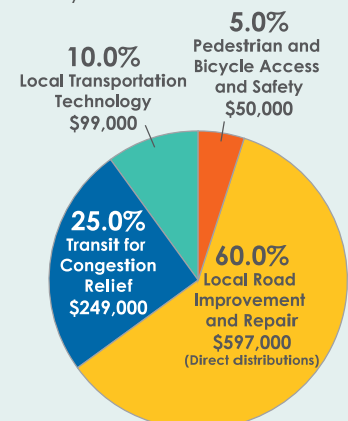 5.0%
Pedestrian and
Bicycle Access
and Safety
$50,000
10.0%
Local Transportation
Technology
$99,000
25.0%
Transit for
Congestion
Relief
$249,000
60.0%
Local Road
Improvement
and Repair
$597,000
(Direct distributions)